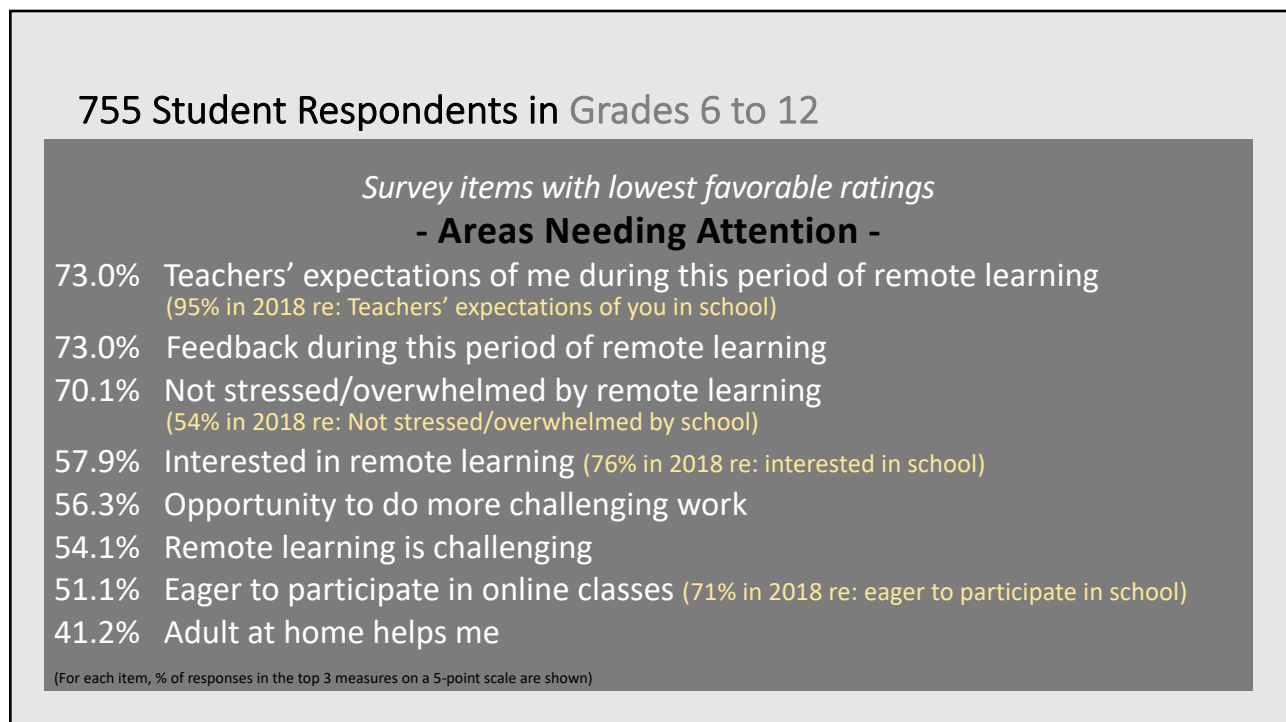 755 Student Respondents in Grades 6 to 12
Survey items with lowest favorable ratings
- Areas Needing Attention -
73.0% Teachers’ expectations of me during this period of remote learning
(95% in 2018 re: Teachers’ expectations of you in school)
73.0% Feedback during this period of remote learning
70.1% Not stressed/overwhelmed by remote learning
(54% in 2018 re: Not stressed/overwhelmed by school)
57.9% Interested in remote learning (76% in 2018 re: interested in school)
56.3% Opportunity to do more challenging work
54.1% Remote learning is challenging
51.1% Eager to participate in online classes (71% in 2018 re: eager to participate in school)
41.2% Adult at home helps me
(For each item, % of responses in the top 3 measures on a 5-point scale are shown)